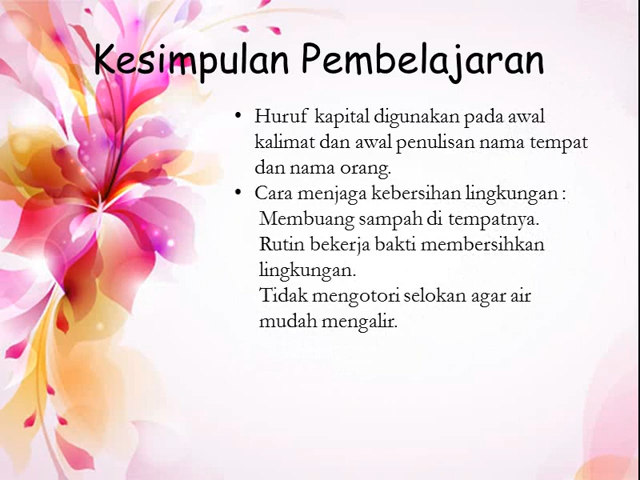 Kesimpulan Pembelajaran
• Huruf kapital digunakan pada awal
kalimat dan awal penulisan nama tempat
dan nama orang.
• Cara menjaga kebersihan lingkungan :
Membuang sampah di tempatnya.
Rutin bekerja bakti membersihkan
lingkungan.
Tidak mengotori selokan agar air
mudah mengalir.